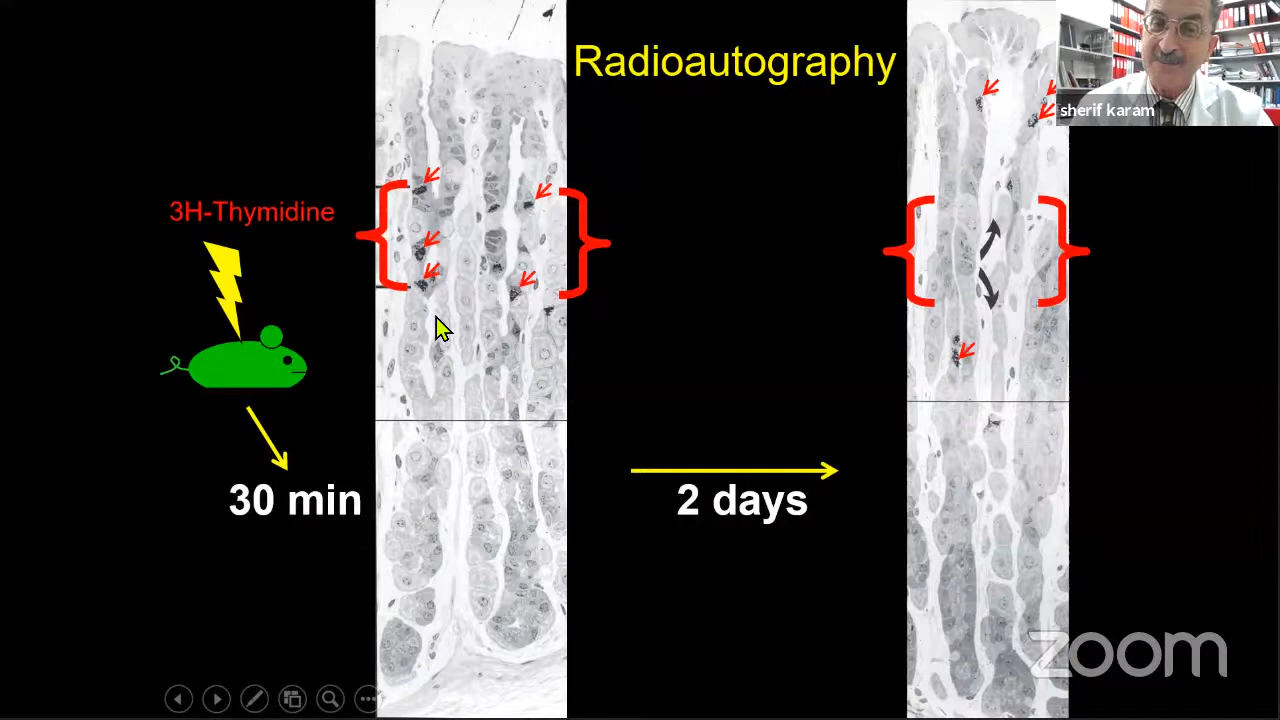 Radioautography
sherif karam
3H-Thymidine
30 min
2 days
zoom